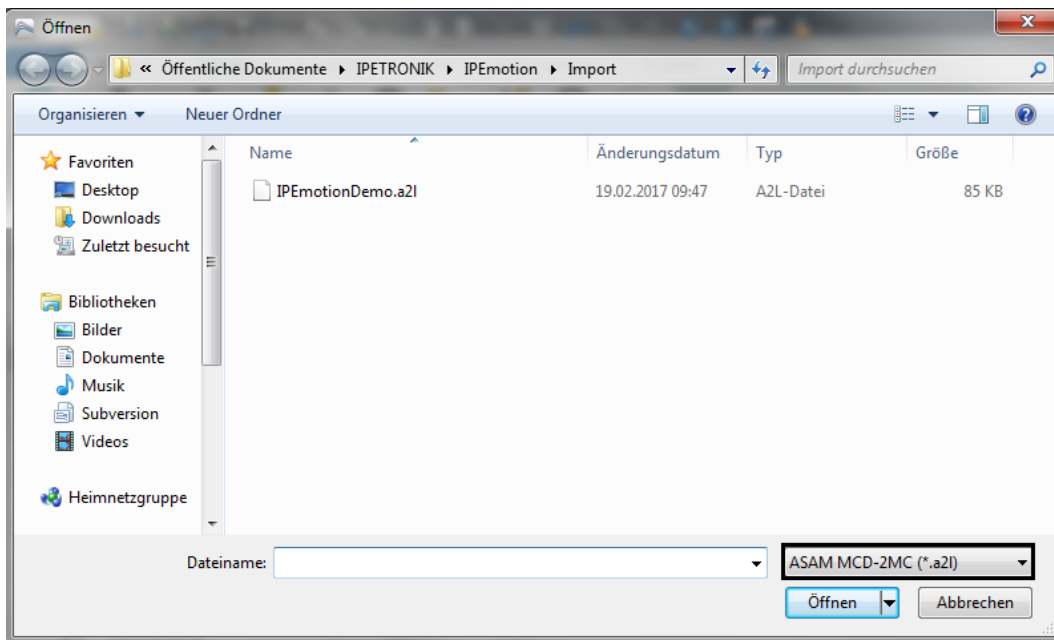 Öffnen
« Öffentliche Dokumente ▸ IPETRONIK ▸ IPEmotion ▸ Import
Import durchsuchen
Organisieren Neuer Ordner
Favoriten
Desktop
Downloads
Zuletzt besucht
Bibliotheken
Bilder
Dokumente
Musik
Subversion
Videos
Heimnetzgruppe
Name Änderungsdatum Typ Größe
IPEmotionDemo.a2l 19.02.2017 09:47 A2L-Datei 85 KB
Dateiname:
ASAM MCD-2MC (*.a2l)
Öffnen Abbrechen